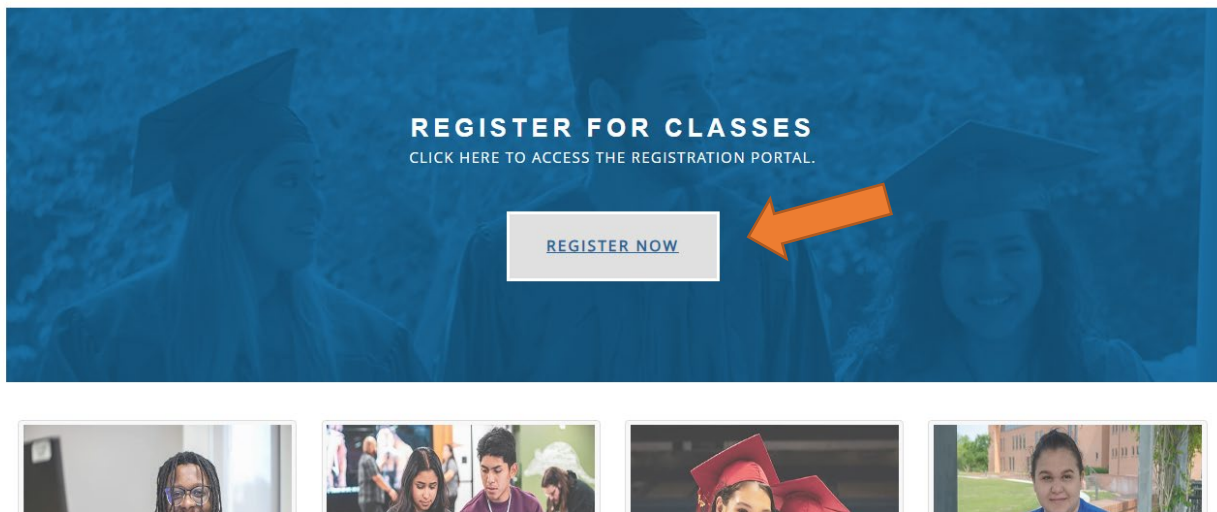 REGISTER FOR CLASSES
CLICK HERE TO ACCESS THE REGISTRATION PORTAL.
REGISTER NOW